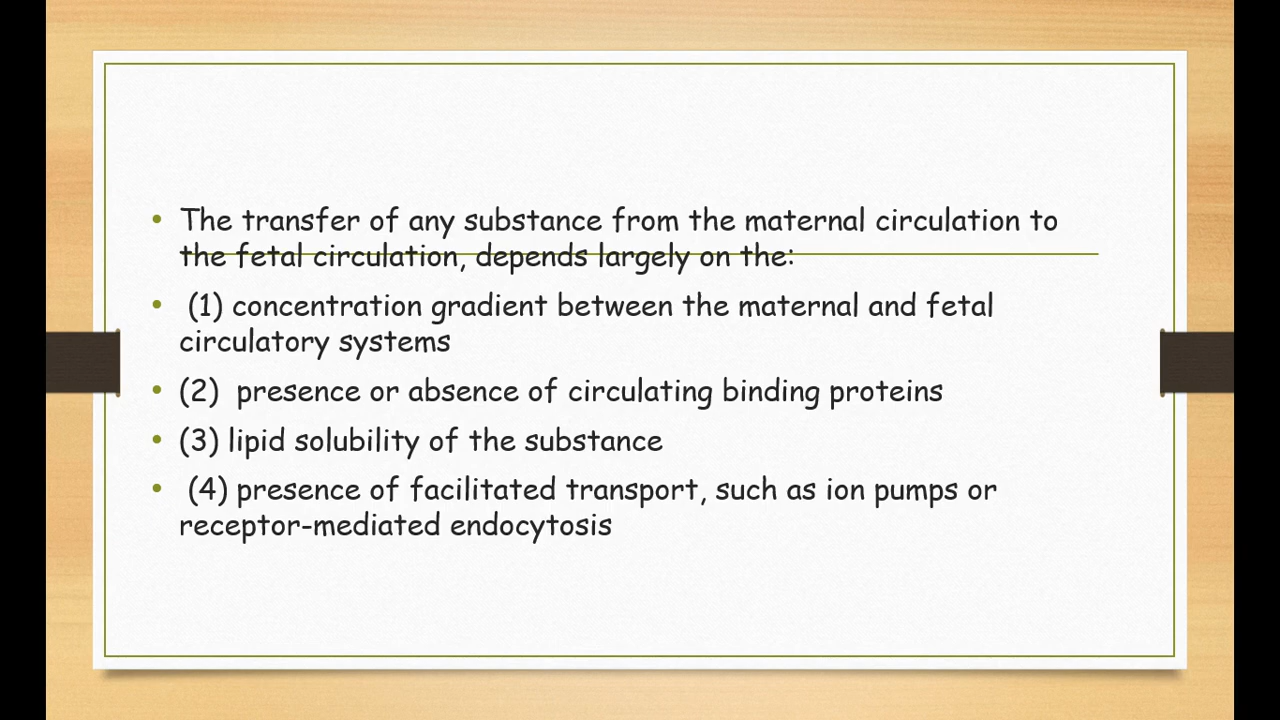 • The transfer of any substance from the maternal circulation to
the fetal circulation, depends largely on the:
• (1) concentration gradient between the maternal and fetal
circulatory systems
• (2) presence or absence of circulating binding proteins
• (3) lipid solubility of the substance
• (4) presence of facilitated transport, such as ion pumps or
receptor-mediated endocytosis